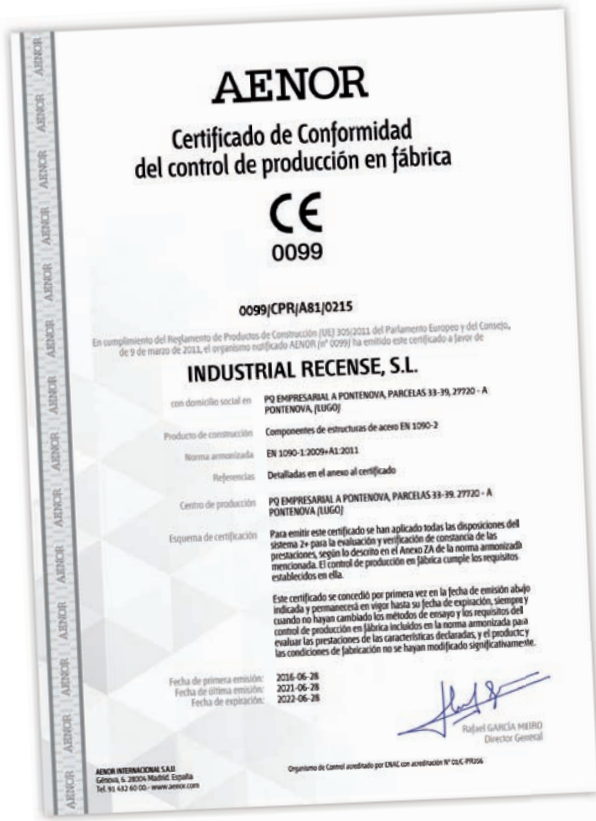 AENOR
Certificado de Conformidad
del control de producción en fábrica
CE
0099
0099/CPR/A81/0215
En cumplimiento del Reglamento de Productos de Construcción (UE) 305/2011 del Parlamento Europeo y del Consejo,
de 9 de marzo de 2011, el organismo notificado AENOR (nº 0099) ha emitido este certificado a favor de
INDUSTRIAL RECENSE, S.L.
con domicilio social en PQ EMPRESARIAL A PONTENOVA, PARCELAS 33-39, 27720 - A
PONTENOVA, (LUGO)
Producto de construcción Componentes de estructuras de acero EN 1090-2
Norma armonizada EN 1090-1:2009+A1:2011
Referencias Detalladas en el anexo al certificado
Centro de producción PQ EMPRESARIAL A PONTENOVA, PARCELAS 33-39. 27720 - A
PONTENOVA (LUGO)
Esquema de certificación Para emitir este certificado se han aplicado todas las disposiciones del
sistema 2+ para la evaluación y verificación de constancia de las
prestaciones, según lo descrito en el Anexo ZA de la norma armonizada
mencionada. El control de producción en fábrica cumple los requisitos
establecidos en ella.
Este certificado se concedió por primera vez en la fecha de emisión abajo
indicada y permanecerá en vigor hasta su fecha de expiración, siempre y
cuando no hayan cambiado los métodos de ensayo y los requisitos del
control de producción en fábrica incluidos en la norma armonizada para
evaluar las prestaciones de las características declaradas, y el producto y
las condiciones de fabricación no se hayan modificado significativamente.
Fecha de primera emisión: 2016-06-28
Fecha de última emisión: 2021-06-28
Fecha de expiración: 2022-06-28
Rafael GARCÍA MEIRO
Director General
AENOR INTERNACIONAL S.A.U.
Génova, 6. 28004 Madrid. España
Tel. 91 432 60 00.- www.aenor.com
Organismo de Control acreditado por ENAC con acreditación Nº
AENOR AENOR AENOR AENOR AENOR AENOR AENOR AENOR AENOR AENOR AENOR